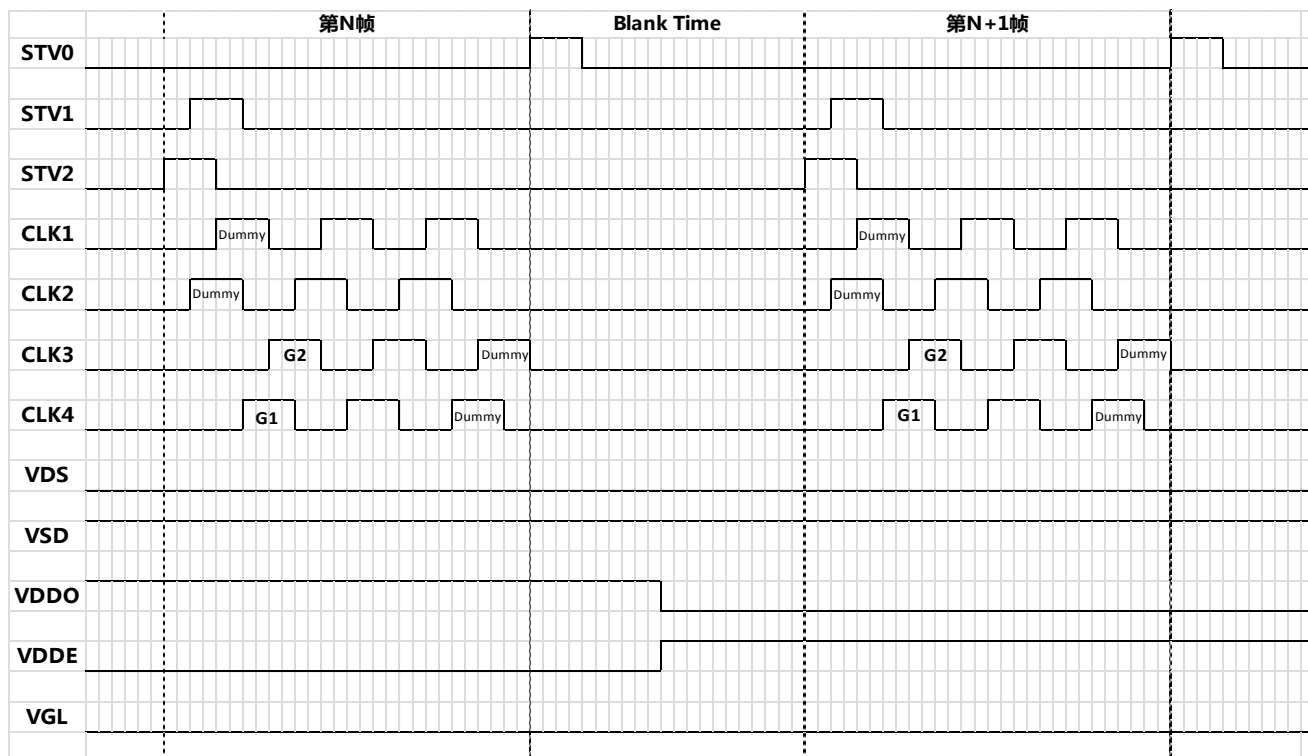 第N帧 Blank Time 第N+1帧
STV0
STV1
STV2
CLK1 Dummy Dummy
CLK2 Dummy Dummy
CLK3 G2 Dummy G2 Dummy
CLK4 G1 Dummy G1 Dummy
VDS
VSD
VDDO
VDDE
VGL